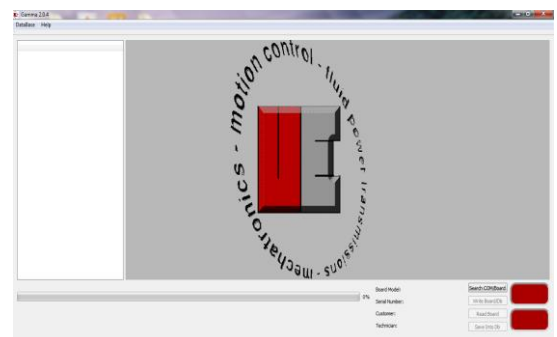 Gamma 2.0.4
DataBase Help
motion control - fluid power transmissions - mechatronics -
0%
Board Model:
Serial Number:
Customer:
Technician:
Search COM/Board
Write Board/Db
Read Board
Save Into Db